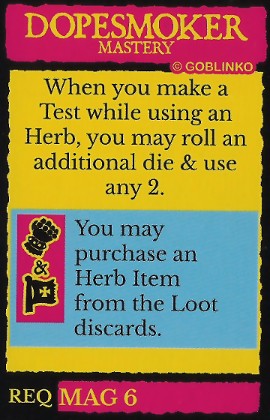 DOPESMOKER
MASTERY
© GOBLINKO
When you make a
Test while using an
Herb, you may roll an
additional die & use
any 2.
&
You may
purchase an
Herb Item
from the Loot
discards.
REQ MAG 6